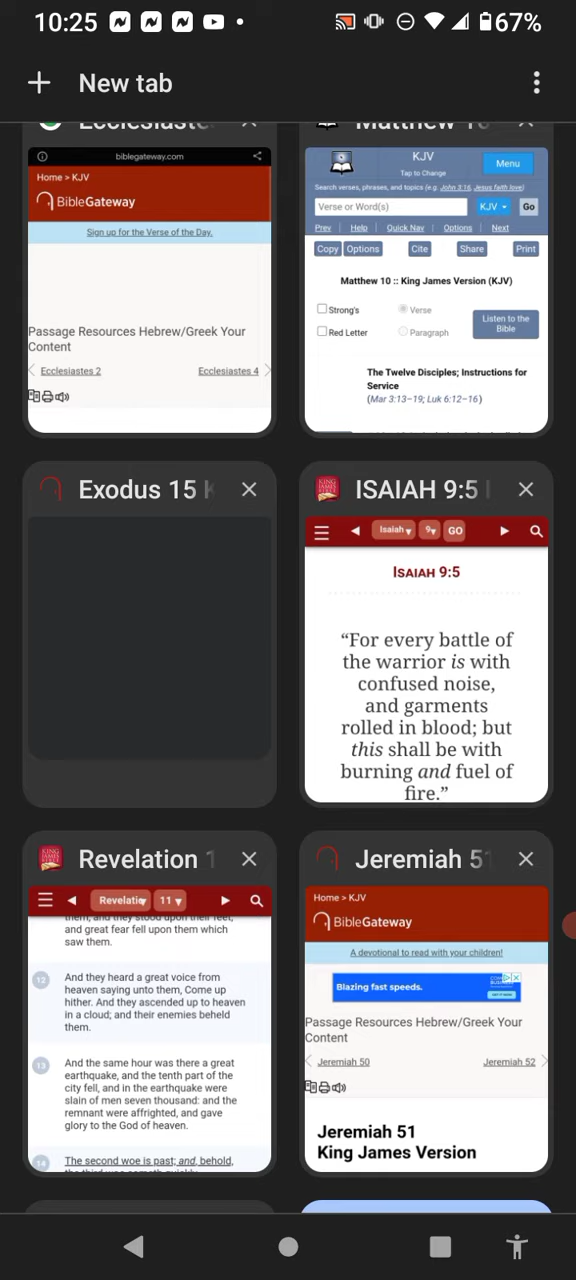 10:25
67%
New tab
biblegateway.com
Home > KJV
BibleGateway
Sign up for the Verse of the Day.
Passage Resources Hebrew/Greek Your
Content
Ecclesiastes 2
Ecclesiastes 4
KJV
Tap to Change
Menu
Search verses, phrases, and topics (e.g. John 3:16, Jesus faith love)
Verse or Word(s)
KJV
Go
Prev | Help | Quick Nav | Options | Next
Copy Options Cite Share Print
Matthew 10 :: King James Version (KJV)
Strong's Verse
Red Letter Paragraph
Listen to the
Bible
The Twelve Disciples; Instructions for
Service
(Mar 3:13–19; Luk 6:12–16)
Exodus 15
ISAIAH 9:5
Isaiah 9 GO
ISAIAH 9:5
“For every battle of
the warrior is with
confused noise,
and garments
rolled in blood; but
this shall be with
burning and fuel of
fire.”
Revelation
Revelation 11
them, and they stood upon their feet,
and great fear fell upon them which
saw them.
12
And they heard a great voice from
heaven saying unto them, Come up
hither. And they ascended up to heaven
in a cloud; and their enemies beheld
them.
13
And the same hour was there a great
earthquake, and the tenth part of the
city fell, and in the earthquake were
slain of men seven thousand: and the
remnant were affrighted, and gave
glory to the God of heaven.
14
The second woe is past; and, behold,
Jeremiah 51
Home > KJV
BibleGateway
A devotional to read with your children!
Blazing fast speeds.
Passage Resources Hebrew/Greek Your
Content
Jeremiah 50
Jeremiah 52
Jeremiah 51
King James Version